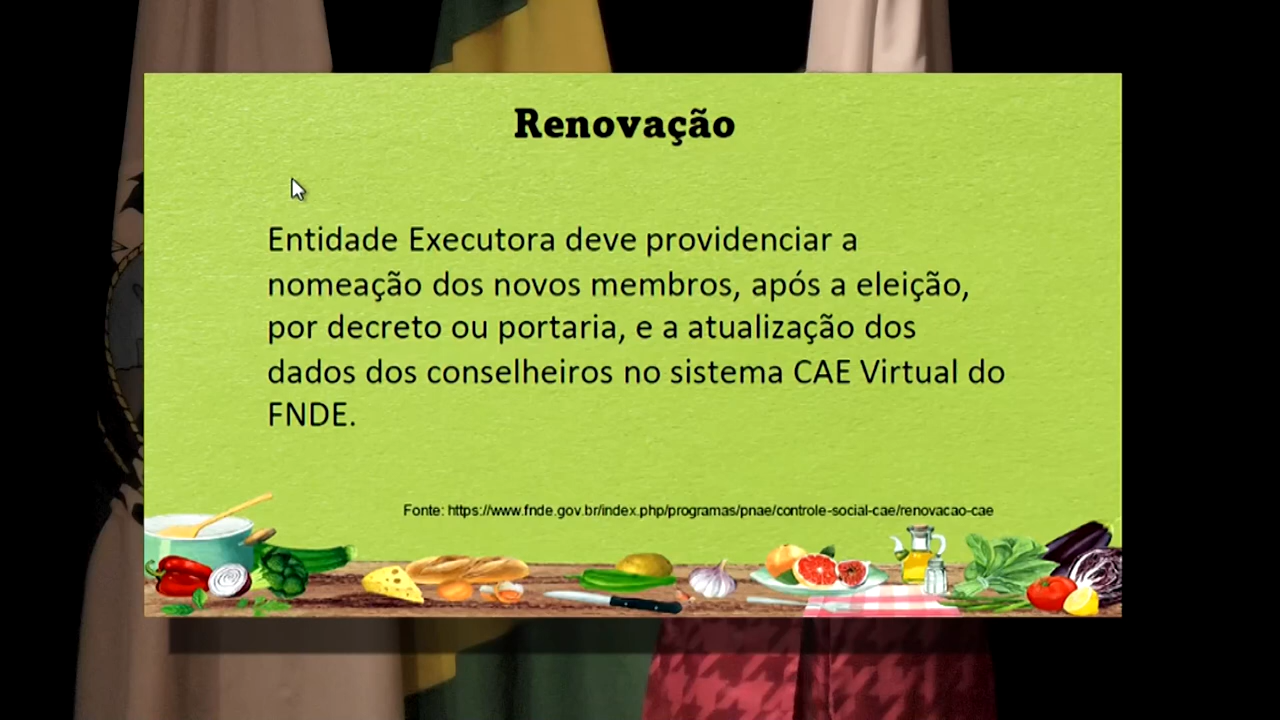 Renovação
Entidade Executora deve providenciar a
nomeação dos novos membros, após a eleição,
por decreto ou portaria, e a atualização dos
dados dos conselheiros no sistema CAE Virtual do
FNDE.
Fonte: https://www.fnde.gov.br/index.php/programas/pnae/controle-social-cae/renovacao-cae